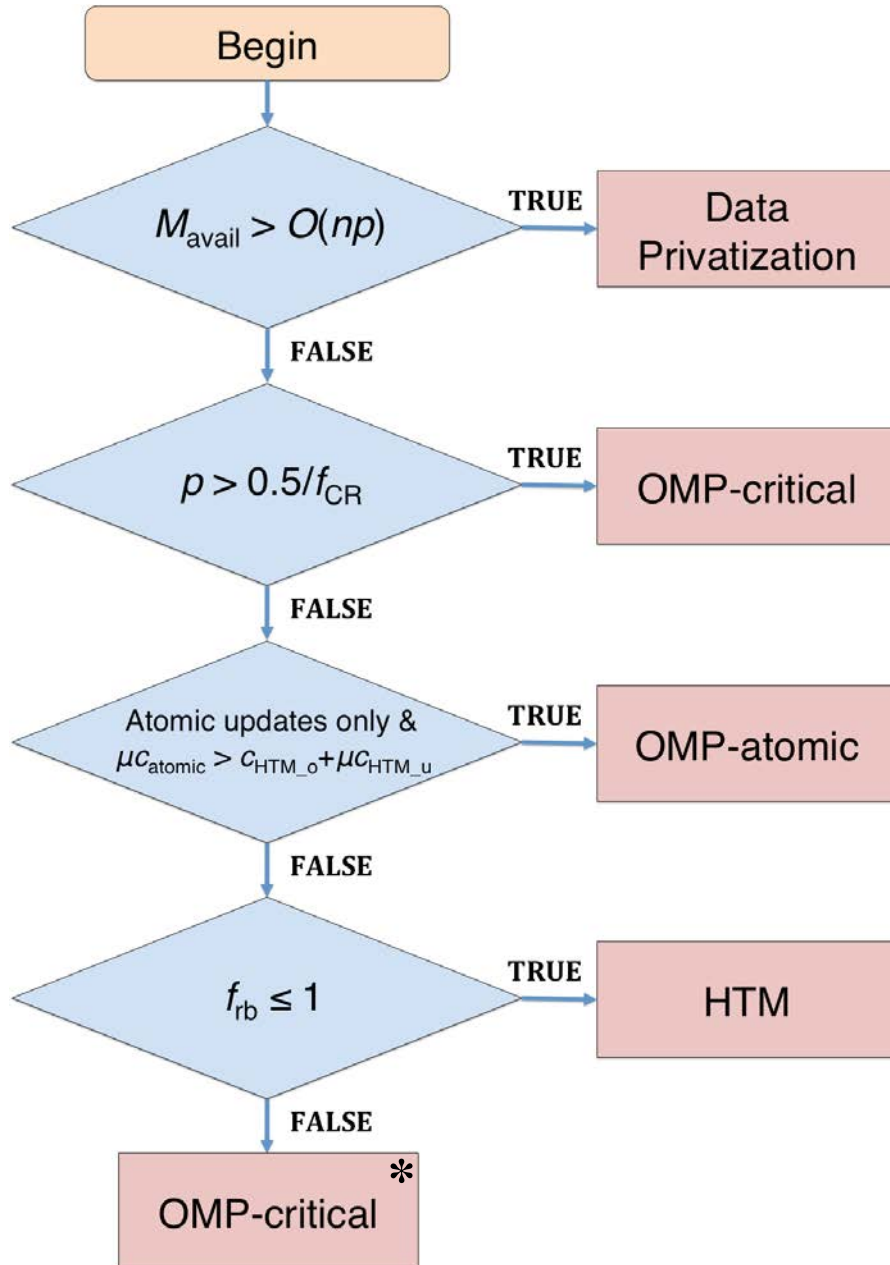 Begin
M_avail > O(np)
TRUE
Data
Privatization
FALSE
p > 0.5/f_CR
TRUE
OMP-critical
FALSE
Atomic updates only &
μc_atomic > c_HTM_o+μc_HTM_u
TRUE
OMP-atomic
FALSE
f_rb ≤ 1
TRUE
HTM
FALSE
OMP-critical *